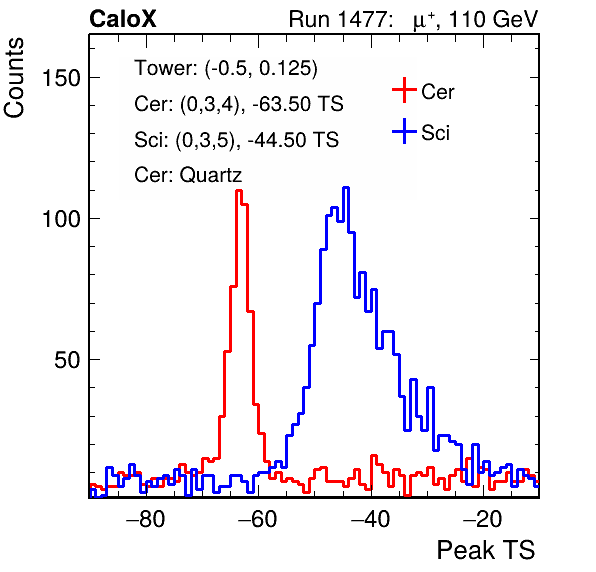 CaloX Run 1477: μ⁺, 110 GeV
Counts
Tower: (-0.5, 0.125)
Cer: (0,3,4), -63.50 TS
Sci: (0,3,5), -44.50 TS
Cer: Quartz
Cer
Sci
150
100
50
−80 −60 −40 −20
Peak TS